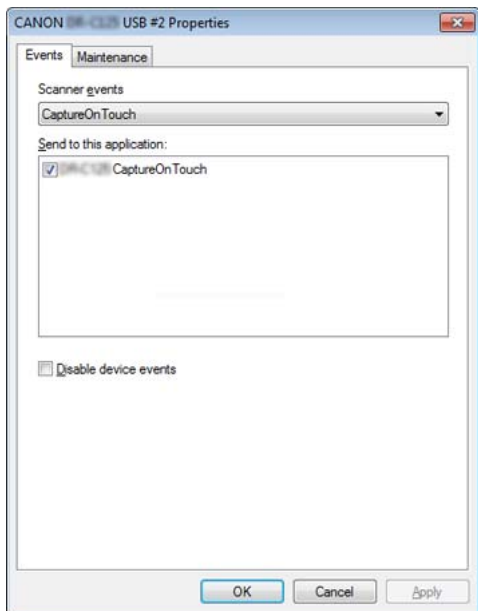 CANON USB #2 Properties
Events Maintenance
Scanner events
CaptureOnTouch
Send to this application:
CaptureOnTouch
Disable device events
OK Cancel Apply